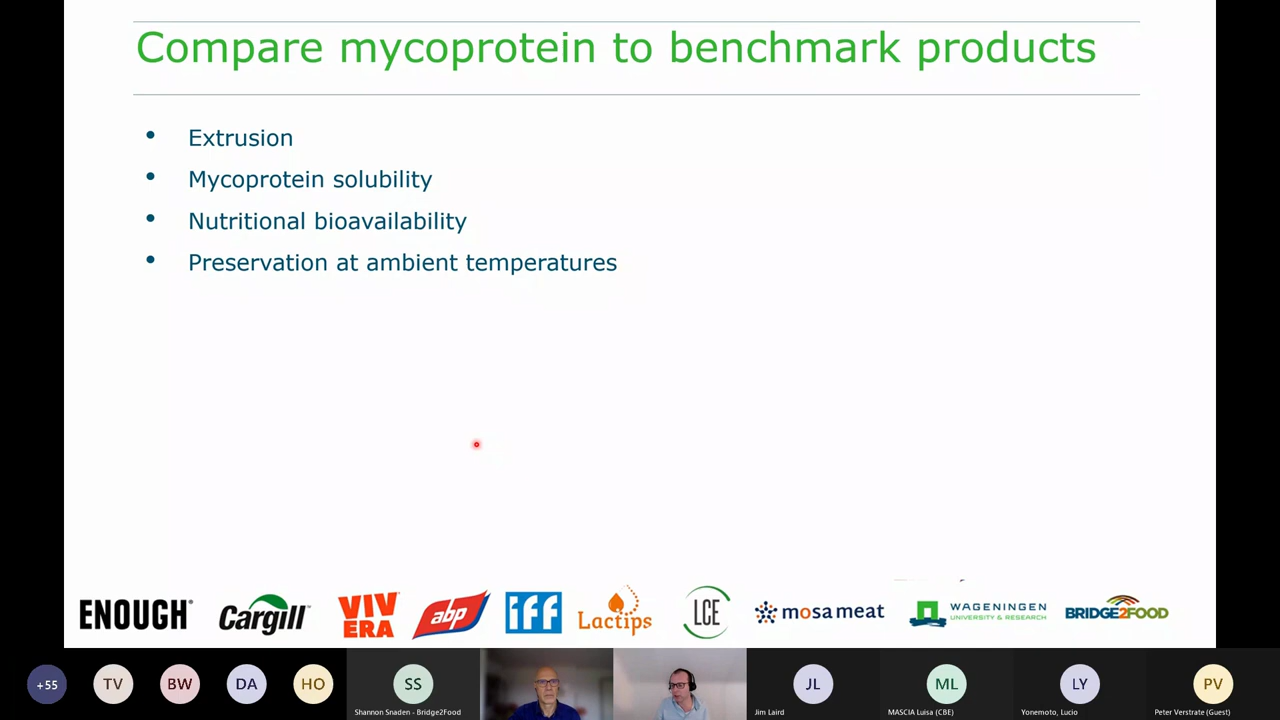 Compare mycoprotein to benchmark products
• Extrusion
• Mycoprotein solubility
• Nutritional bioavailability
• Preservation at ambient temperatures
ENOUGH
Cargill
VIVERA
abp
iff
Lactips
LCE
mosa meat
WAGENINGEN
UNIVERSITY & RESEARCH
BRIDGE2FOOD
+55
TV
BW
DA
HO
SS
JL
ML
LY
PV
Shannon Snaden - Bridge2Food
Jim Laird
MASCIA Luisa (CBE)
Yonemoto, Lucio
Peter Verstrate (Guest)